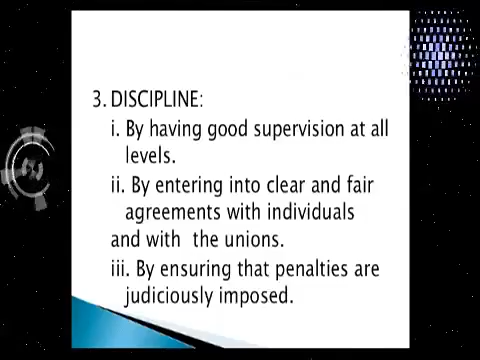 3. DISCIPLINE:
i. By having good supervision at all
levels.
ii. By entering into clear and fair
agreements with individuals
and with the unions.
iii. By ensuring that penalties are
judiciously imposed.